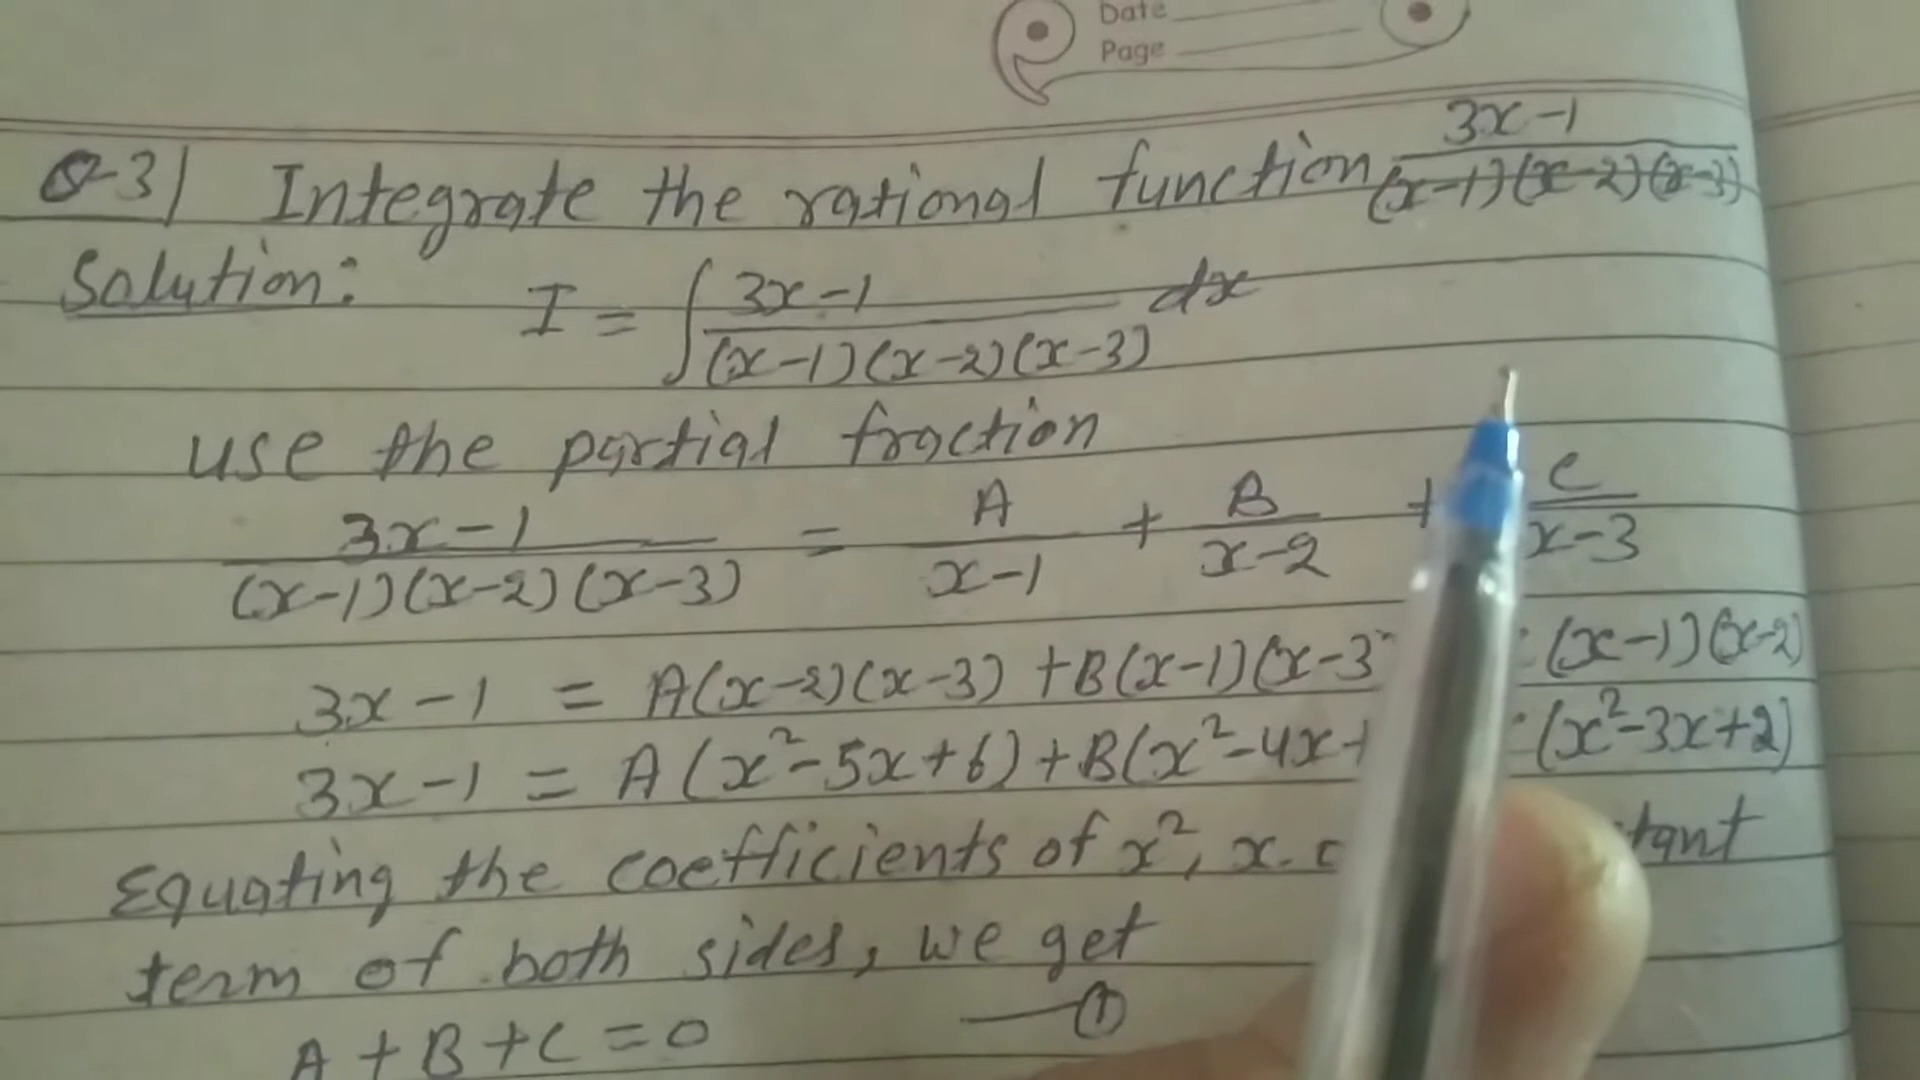 Date
Page
Q-3) Integrate the rational function (3x-1)/((x-1)(x-2)(x-3))
Solution: I = ∫ (3x-1)/((x-1)(x-2)(x-3)) dx
use the partial fraction
(3x-1)/((x-1)(x-2)(x-3)) = A/(x-1) + B/(x-2) + C/(x-3)
3x-1 = A(x-2)(x-3) + B(x-1)(x-3 (x-1)(x-2)
3x-1 = A(x²-5x+6) + B(x²-4x+ (x²-3x+2)
Equating the coefficients of x², x
term of both sides, we get
A + B + C = 0 —①